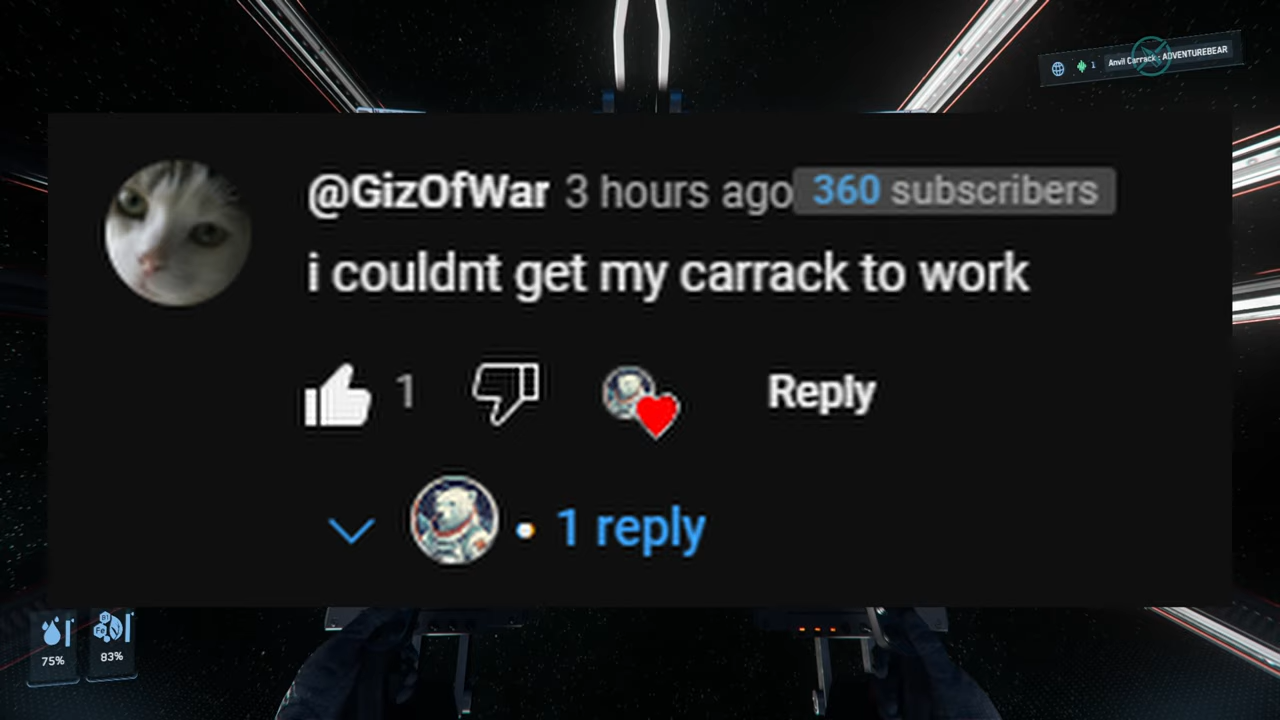 1 Anvil Carrack : ADVENTUREBEAR
@GizOfWar 3 hours ago 360 subscribers
i couldnt get my carrack to work
1 Reply
1 reply
75% 83%